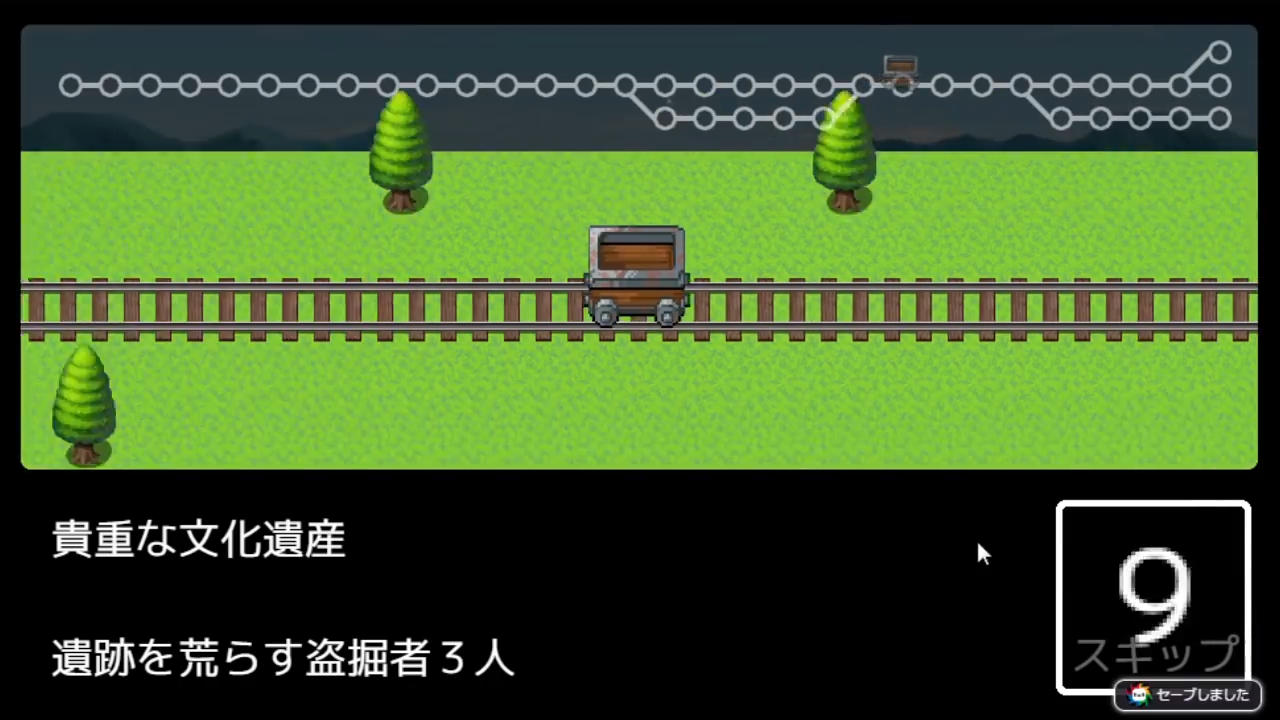 貴重な文化遺産
遺跡を荒らす盗掘者３人
9
スキップ
セーブしました